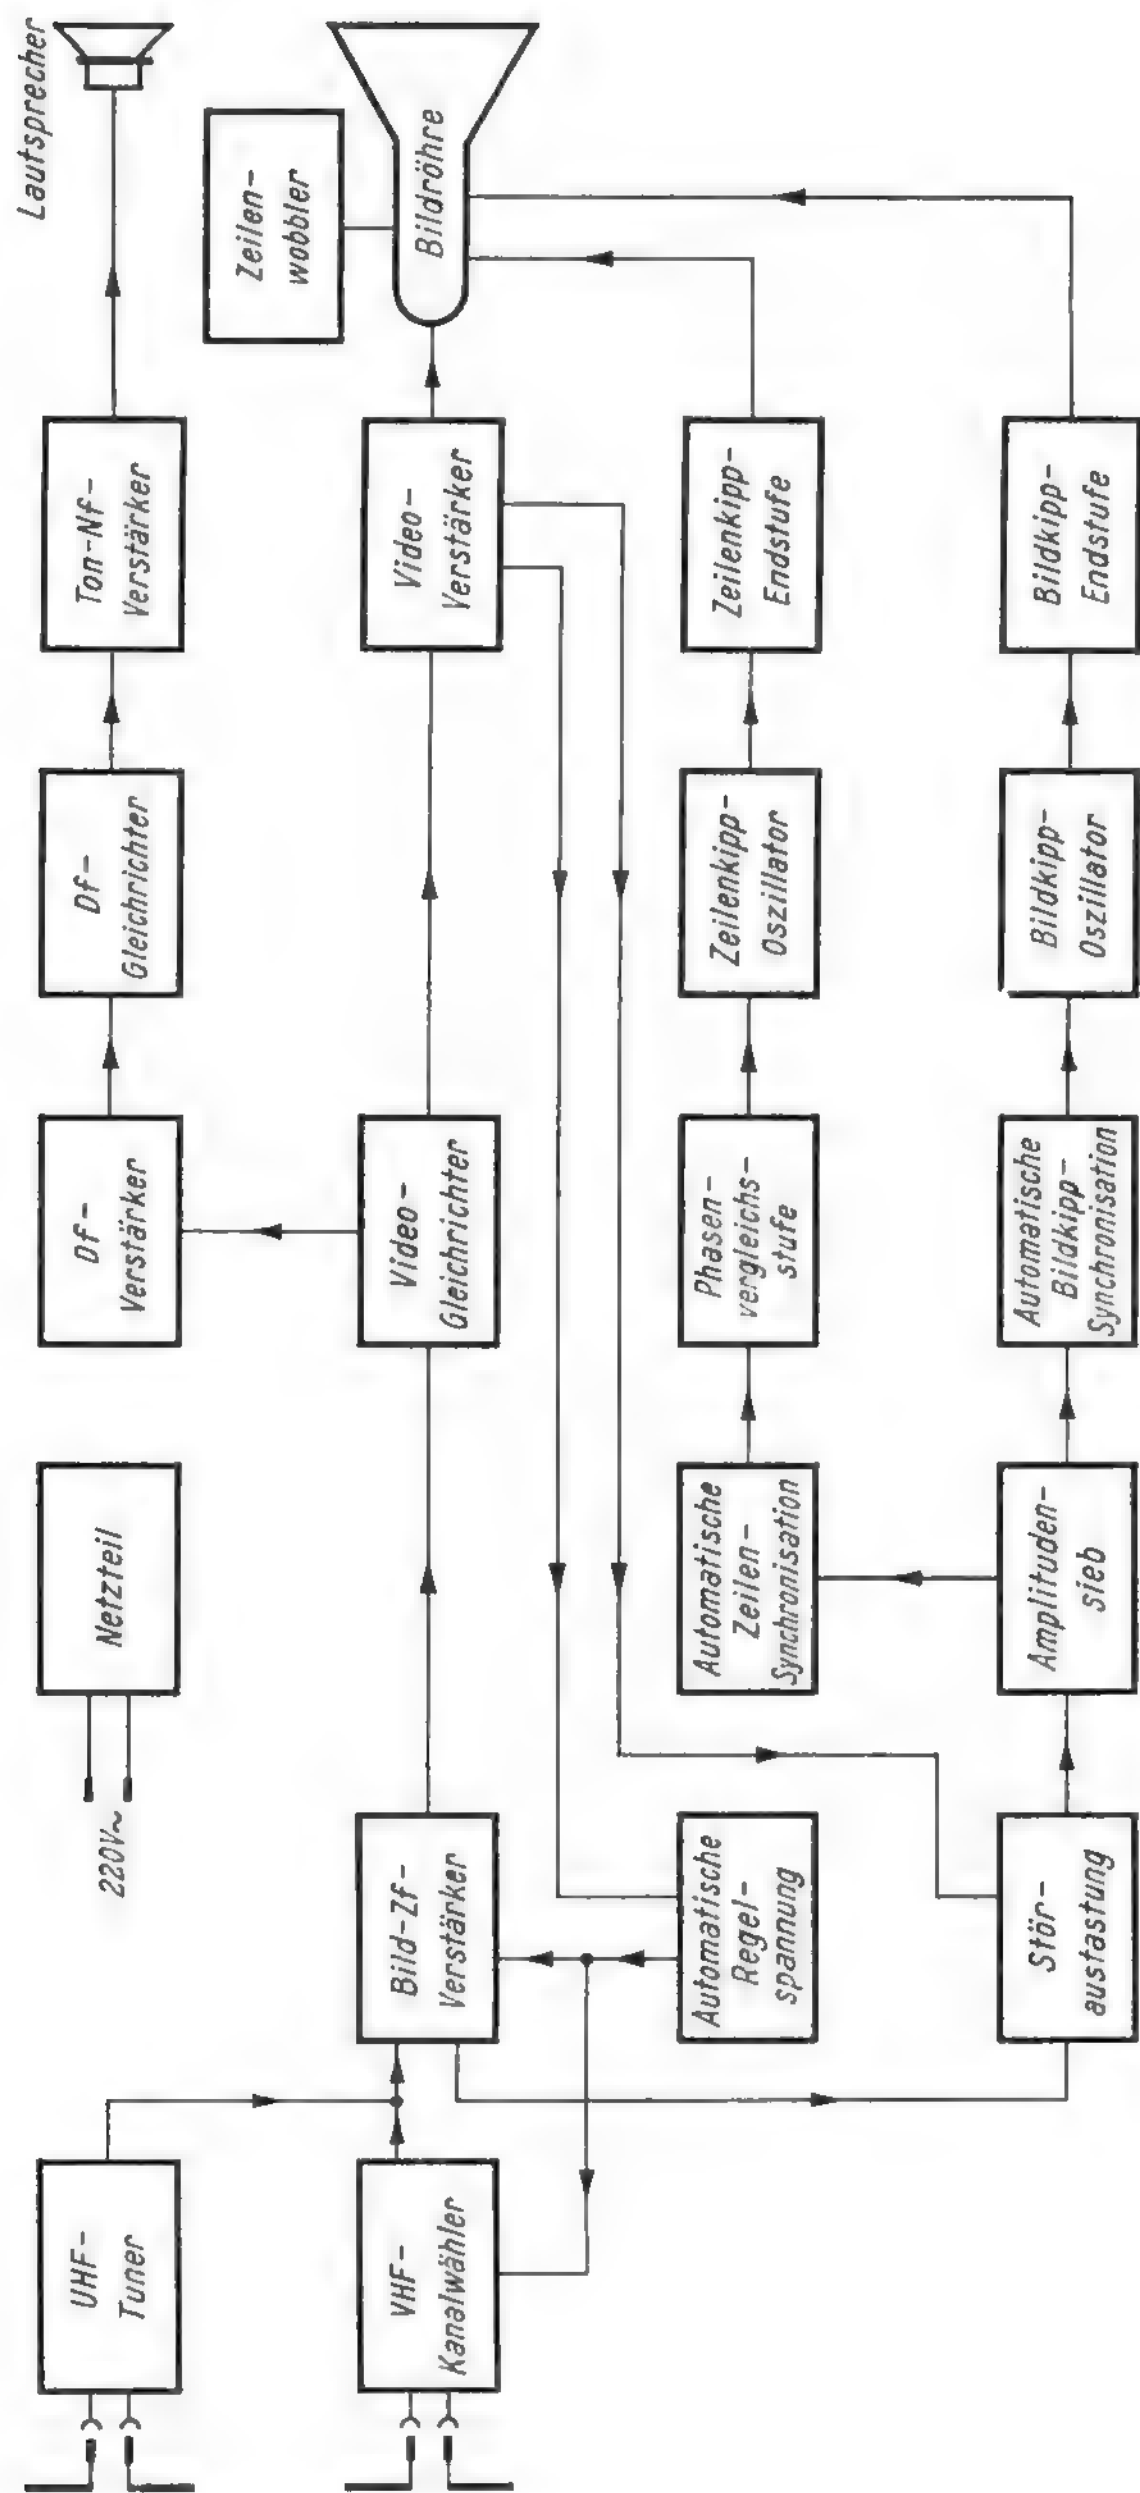 UHF-
Tuner
220V~
Netzteil
Df-
Verstärker
Df-
Gleichrichter
Ton-Nf-
Verstärker
Lautsprecher
VHF-
Kanalwähler
Bild-Zf-
Verstärker
Video-
Gleichrichter
Video-
Verstärker
Zeilen-
wobbler
Bildröhre
Automatische
Regel-
spannung
Automatische
Zeilen-
Synchronisation
Phasen-
vergleichs-
stufe
Zeilenkipp-
Oszillator
Zeilenkipp-
Endstufe
Stör-
austastung
Amplituden-
sieb
Automatische
Bildkipp-
Synchronisation
Bildkipp-
Oszillator
Bildkipp-
Endstufe